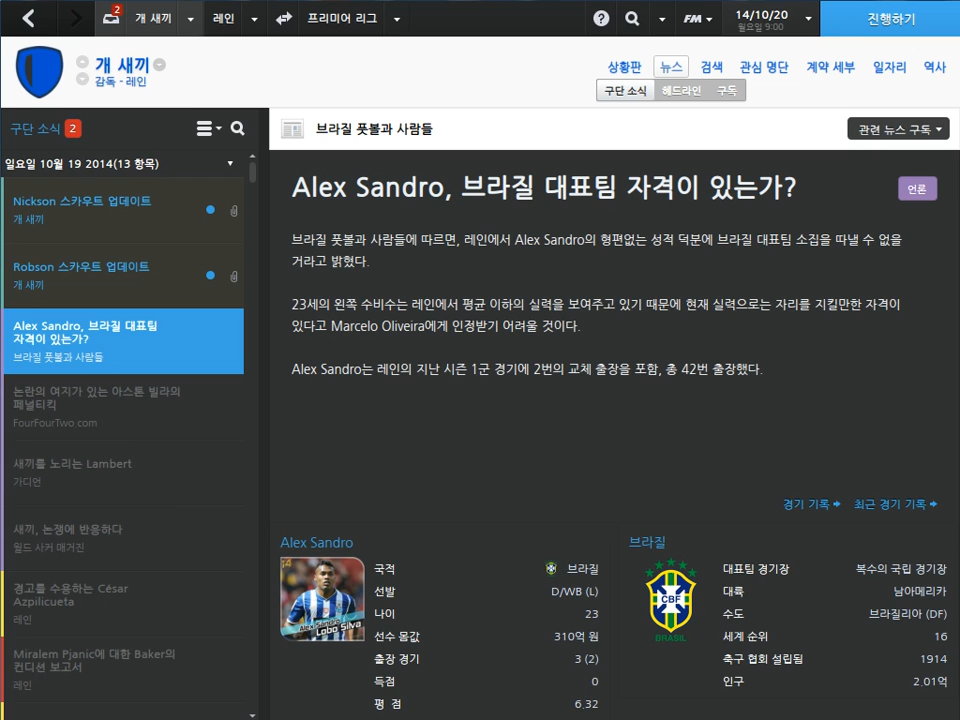 2
개 새끼
레인
프리미어 리그
?
FM
14/10/20
월요일 9:00
진행하기
개 새끼
감독 - 레인
상황판
뉴스
검색
관심 명단
계약 세부
일자리
역사
구단 소식
헤드라인
구독
구단 소식 2
일요일 10월 19 2014(13 항목)
Nickson 스카우트 업데이트
개 새끼
Robson 스카우트 업데이트
개 새끼
Alex Sandro, 브라질 대표팀
자격이 있는가?
브라질 풋볼과 사람들
논란의 여지가 있는 아스톤 빌라의
페널티킥
FourFourTwo.com
새끼를 노리는 Lambert
가디언
새끼, 논쟁에 반응하다
월드 사커 매거진
경고를 수용하는 César
Azpilicueta
레인
Miralem Pjanic에 대한 Baker의
컨디션 보고서
레인
브라질 풋볼과 사람들
관련 뉴스 구독
Alex Sandro, 브라질 대표팀 자격이 있는가?
언론
브라질 풋볼과 사람들에 따르면, 레인에서 Alex Sandro의 형편없는 성적 덕분에 브라질 대표팀 소집을 따낼 수 없을
거라고 밝혔다.
23세의 왼쪽 수비수는 레인에서 평균 이하의 실력을 보여주고 있기 때문에 현재 실력으로는 자리를 지킬만한 자격이
있다고 Marcelo Oliveira에게 인정받기 어려울 것이다.
Alex Sandro는 레인의 지난 시즌 1군 경기에 2번의 교체 출장을 포함, 총 42번 출장했다.
경기 기록
최근 경기 기록
Alex Sandro
14
Alex Sandro
Lobo Silva
국적 브라질
선발 D/WB (L)
나이 23
선수 몸값 310억 원
출장 경기 3 (2)
득점 0
평 점 6.32
브라질
CBF
BRASIL
대표팀 경기장 복수의 국립 경기장
대륙 남아메리카
수도 브라질리아 (DF)
세계 순위 16
축구 협회 설립됨 1914
인구 2.01억